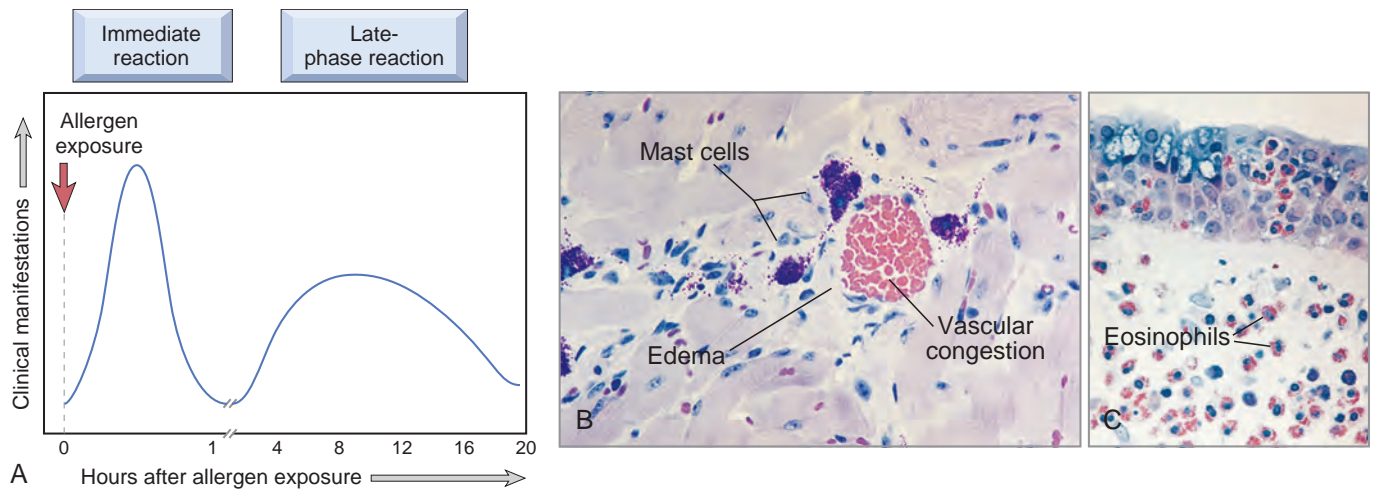 Immediate
reaction
Late-
phase reaction
Allergen
exposure
Clinical manifestations
0
1
4
8
12
16
20
Hours after allergen exposure
A
Mast cells
Edema
Vascular
congestion
B
Eosinophils
C